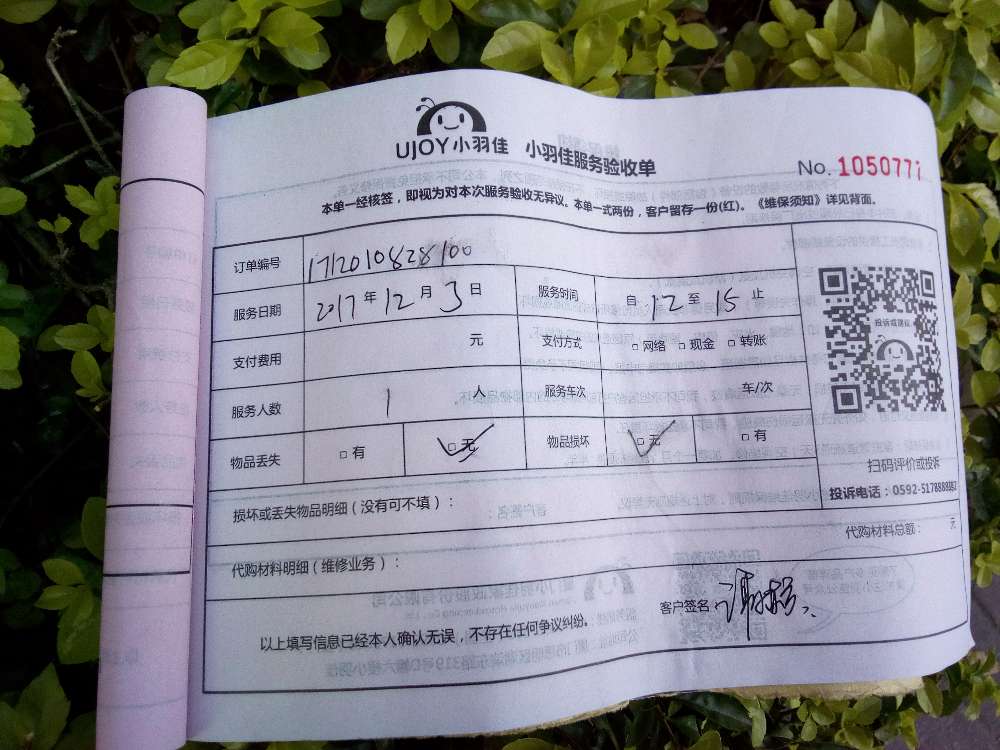 UJOY小羽佳 小羽佳服务验收单
No. 1050771
本单一经核签，即视为对本次服务验收无异议。本单一式两份，客户留存一份(红)。《维保须知》详见背面。
订单编号 1712010828100
服务日期 2017年12月3日 服务时间 自12至15止
支付费用 元 支付方式 □网络 □现金 □转账
服务人数 1人 服务车次 车/次
物品丢失 □有 □无 物品损坏 □无 □有
投诉或建议
扫码评价或投诉
投诉电话：0592-5178888
损坏或丢失物品明细（没有可不填）：
代购材料总额： 元
代购材料明细（维修业务）：
客户签名
以上填写信息已经本人确认无误，不存在任何争议纠纷。